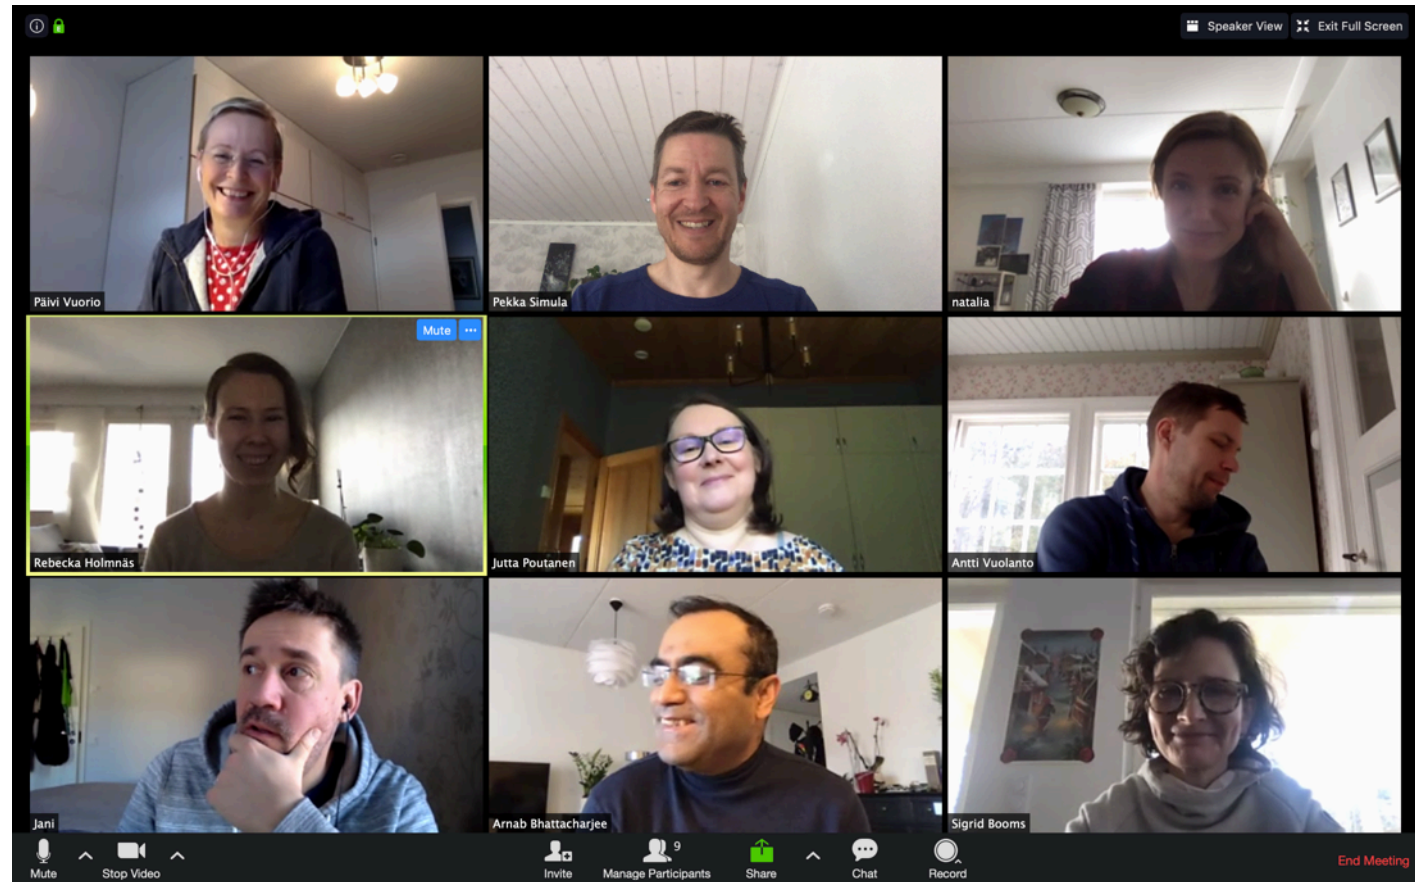 Speaker View
Exit Full Screen
Päivi Vuorio
Pekka Simula
natalia
Mute
Rebecka Holmnäs
Jutta Poutanen
Antti Vuolanto
Jani
Arnab Bhattacharjee
Sigrid Booms
Mute
Stop Video
Invite
Manage Participants
9
Share
Chat
Record
End Meeting